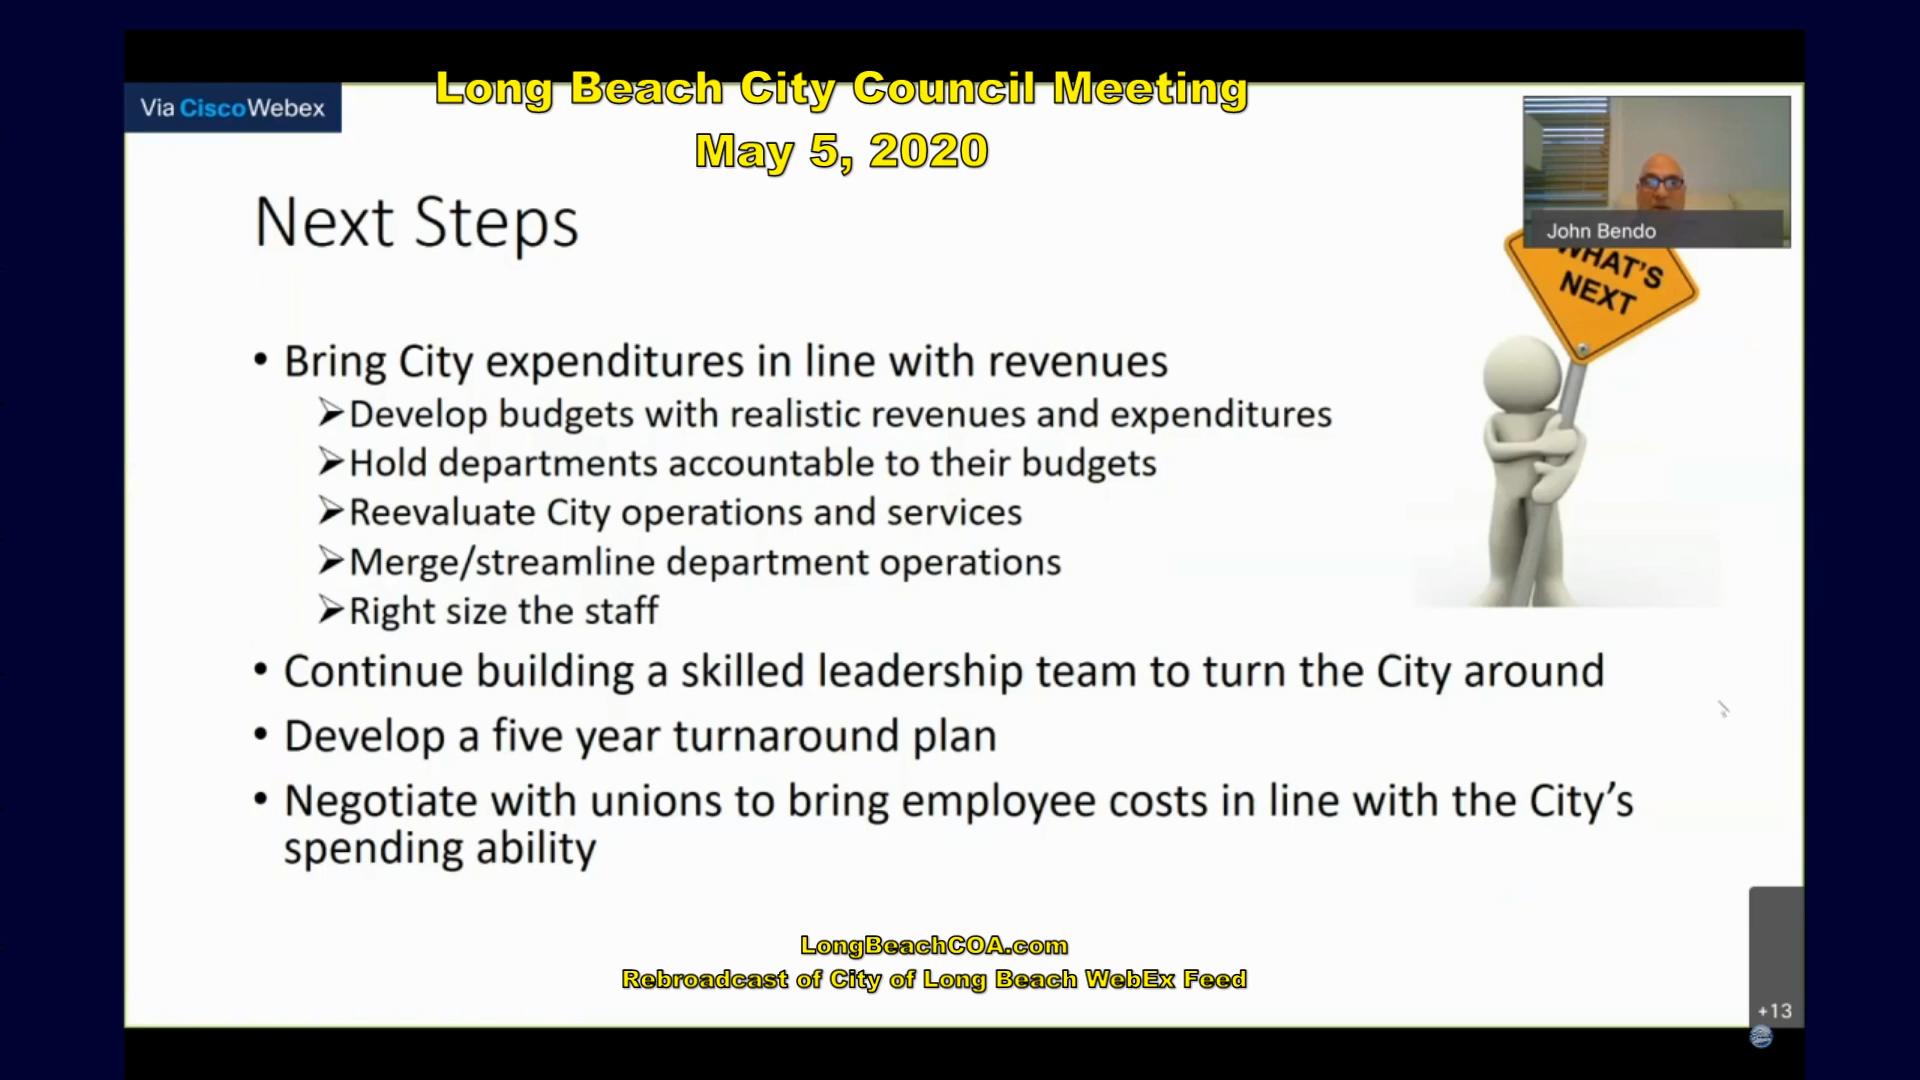 Long Beach City Council Meeting
May 5, 2020
Via CiscoWebex
John Bendo
WHAT'S
NEXT
Next Steps
• Bring City expenditures in line with revenues
➢Develop budgets with realistic revenues and expenditures
➢Hold departments accountable to their budgets
➢Reevaluate City operations and services
➢Merge/streamline department operations
➢Right size the staff
• Continue building a skilled leadership team to turn the City around
• Develop a five year turnaround plan
• Negotiate with unions to bring employee costs in line with the City's
spending ability
LongBeachCOA.com
Rebroadcast of City of Long Beach WebEx Feed
+13